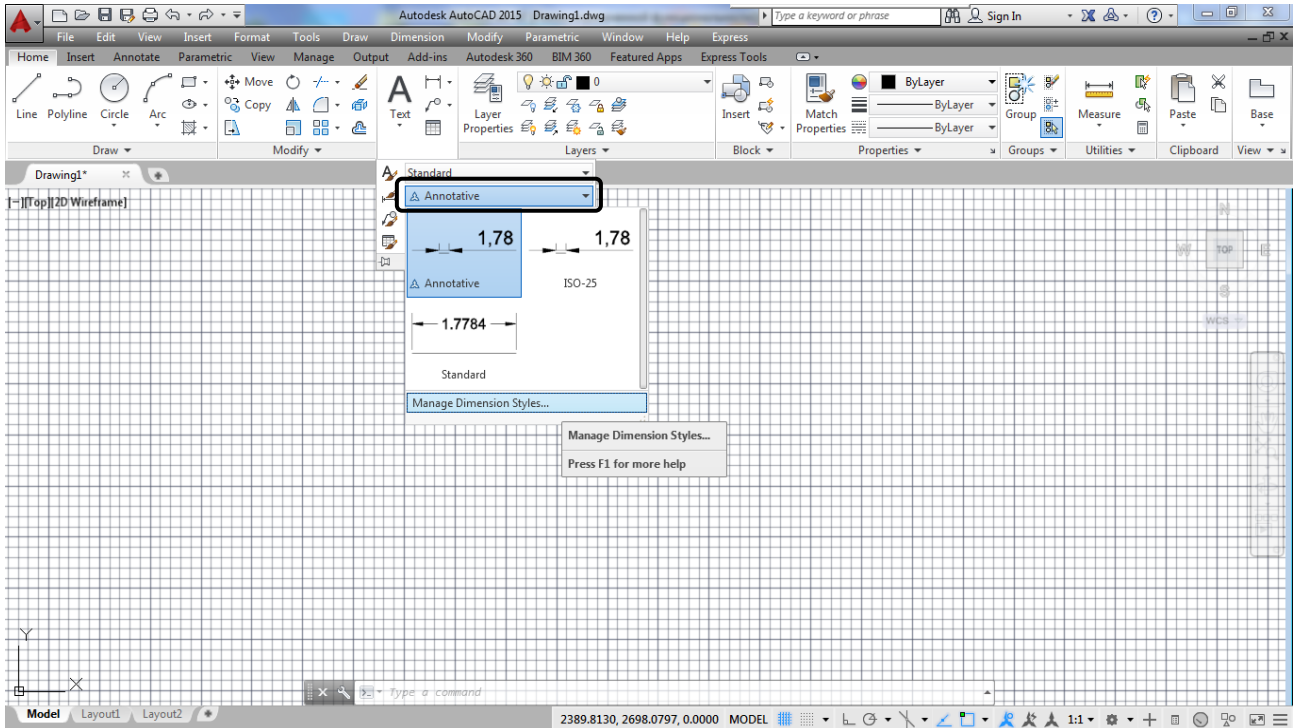 Autodesk AutoCAD 2015 Drawing1.dwg Type a keyword or phrase Sign In
File Edit View Insert Format Tools Draw Dimension Modify Parametric Window Help Express
Home Insert Annotate Parametric View Manage Output Add-ins Autodesk 360 BIM 360 Featured Apps Express Tools
Move 0 ByLayer
Copy ByLayer
Line Polyline Circle Arc Text Layer Properties Insert Match Properties ByLayer Group Measure Paste Base
Draw Modify Layers Block Properties Groups Utilities Clipboard View
Drawing1* Standard
[−][Top][2D Wireframe] Annotative
N
1,78 1,78
W TOP E
Annotative ISO-25
S
1.7784
WCS
Standard
Manage Dimension Styles...
Manage Dimension Styles...
Press F1 for more help
Y
X
Type a command
Model Layout1 Layout2
2389.8130, 2698.0797, 0.0000 MODEL 1:1